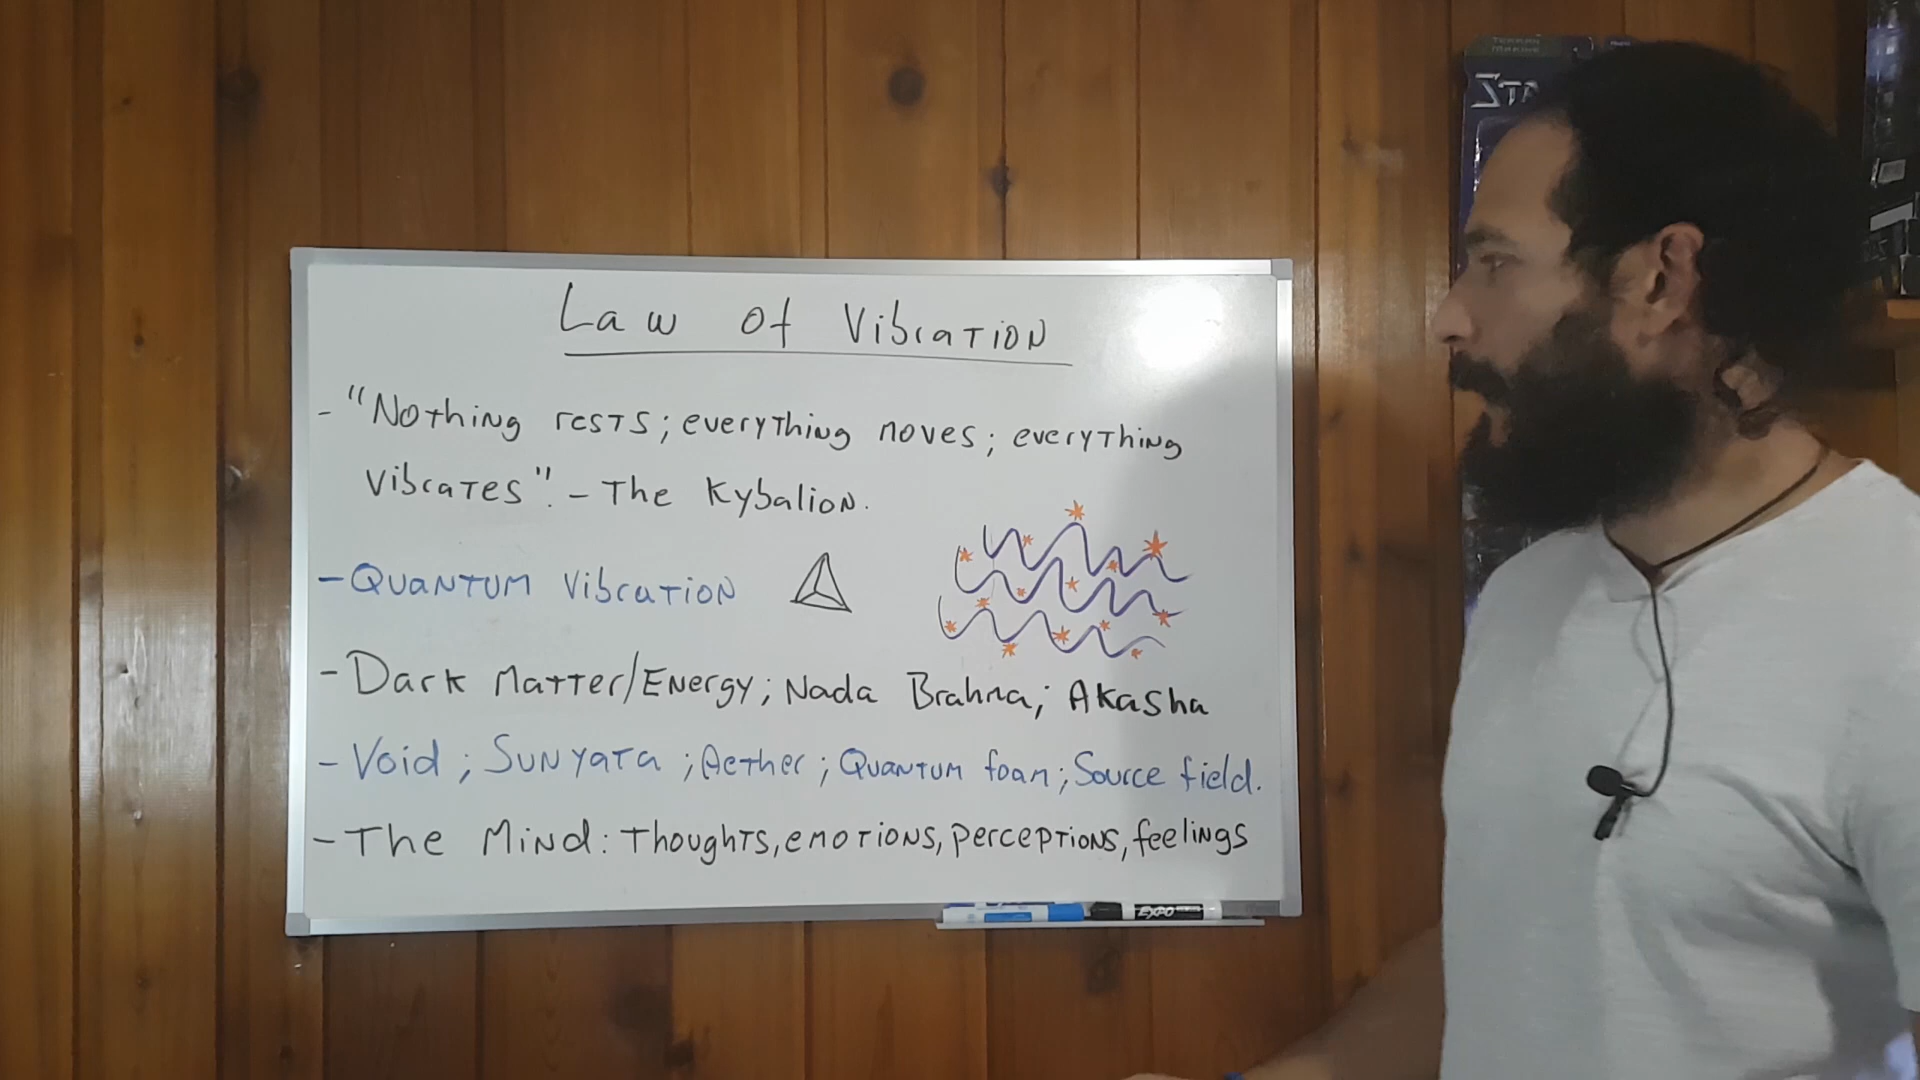 Law of Vibration
- "Nothing rests; everything moves; everything
vibrates". - The Kybalion.
- Quantum Vibration
- Dark Matter/Energy; Nada Brahma; Akasha
- Void; Sunyata; Aether; Quantum foam; Source field.
- The Mind: Thoughts, emotions, perceptions, feelings
EXPO